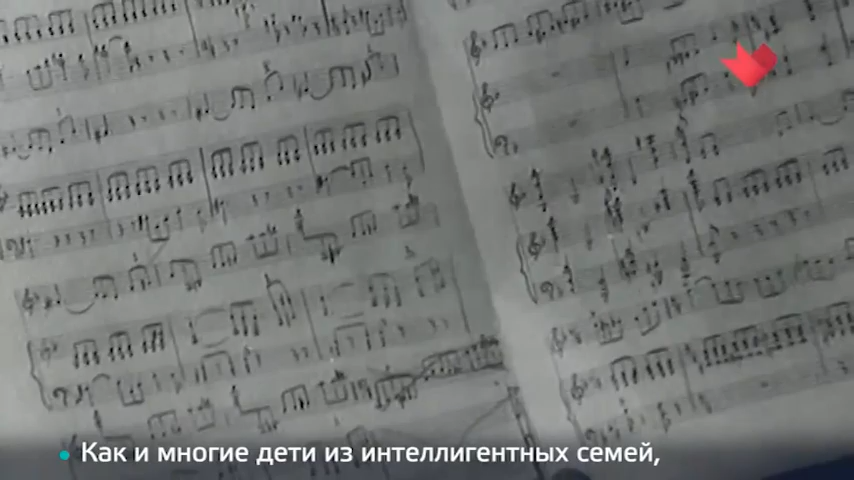 Как и многие дети из интеллигентных семей,